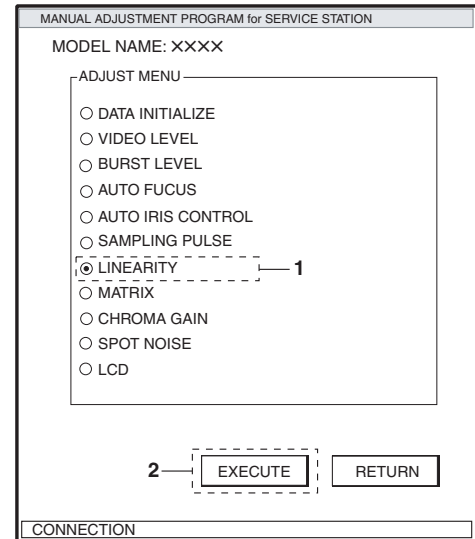 MANUAL ADJUSTMENT PROGRAM for SERVICE STATION
MODEL NAME: ××××
ADJUST MENU
DATA INITIALIZE
VIDEO LEVEL
BURST LEVEL
AUTO FUCUS
AUTO IRIS CONTROL
SAMPLING PULSE
LINEARITY 1
MATRIX
CHROMA GAIN
SPOT NOISE
LCD
2 EXECUTE RETURN
CONNECTION